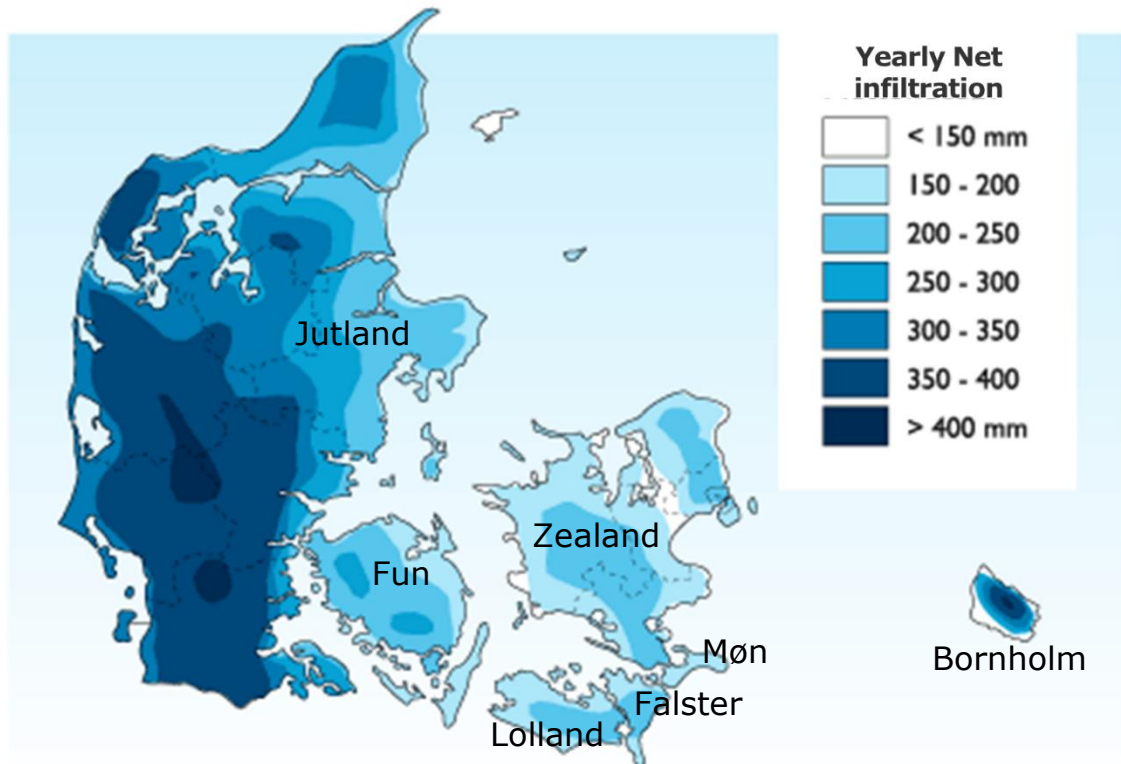 Yearly Net
infiltration
< 150 mm
150 - 200
200 - 250
250 - 300
300 - 350
350 - 400
> 400 mm
Jutland
Zealand
Fun
Møn
Bornholm
Falster
Lolland